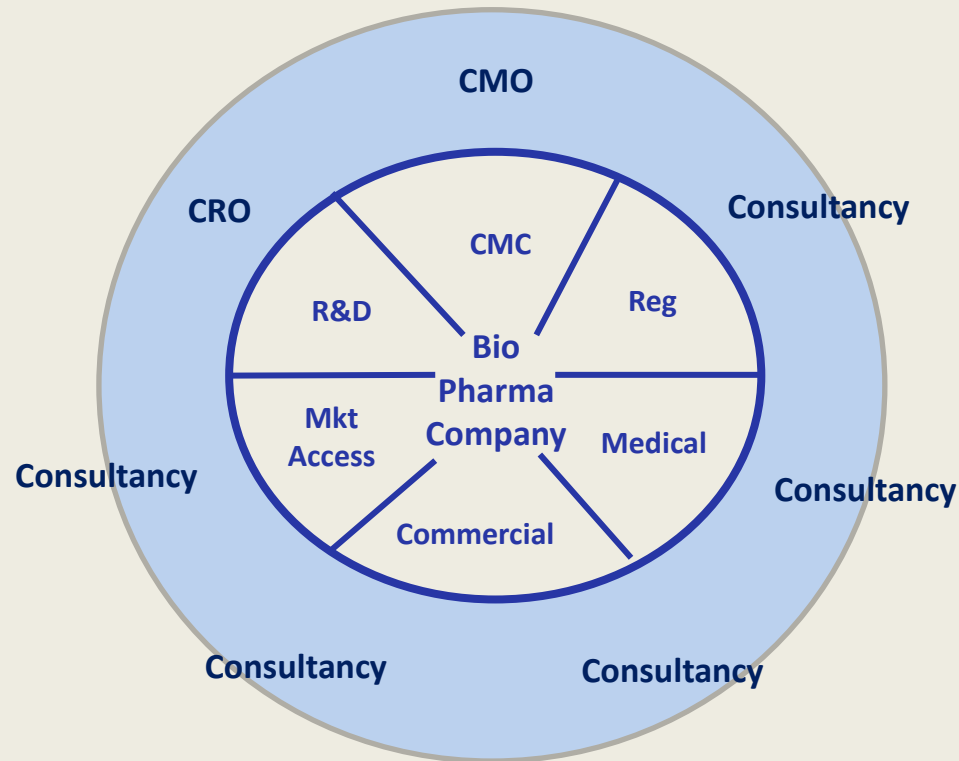 CMO
CRO
Consultancy
CMC
R&D
Reg
Bio
Pharma
Company
Mkt
Access
Medical
Consultancy
Consultancy
Commercial
Consultancy
Consultancy